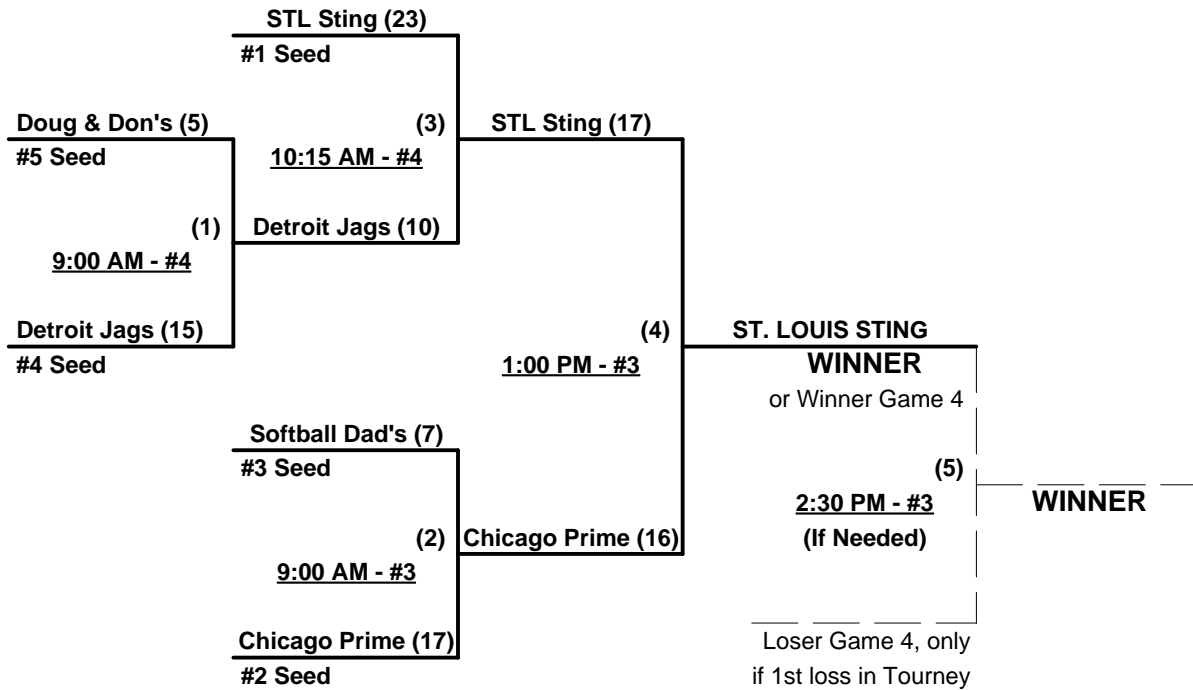 STL Sting (23)
#1 Seed
Doug & Don's (5)
#5 Seed
(3)
10:15 AM - #4
STL Sting (17)
(1)
9:00 AM - #4
Detroit Jags (10)
Detroit Jags (15)
#4 Seed
(4)
1:00 PM - #3
ST. LOUIS STING
WINNER
or Winner Game 4
Softball Dad's (7)
#3 Seed
(5)
2:30 PM - #3
(If Needed)
WINNER
(2)
9:00 AM - #3
Chicago Prime (16)
Chicago Prime (17)
#2 Seed
Loser Game 4, only
if 1st loss in Tourney